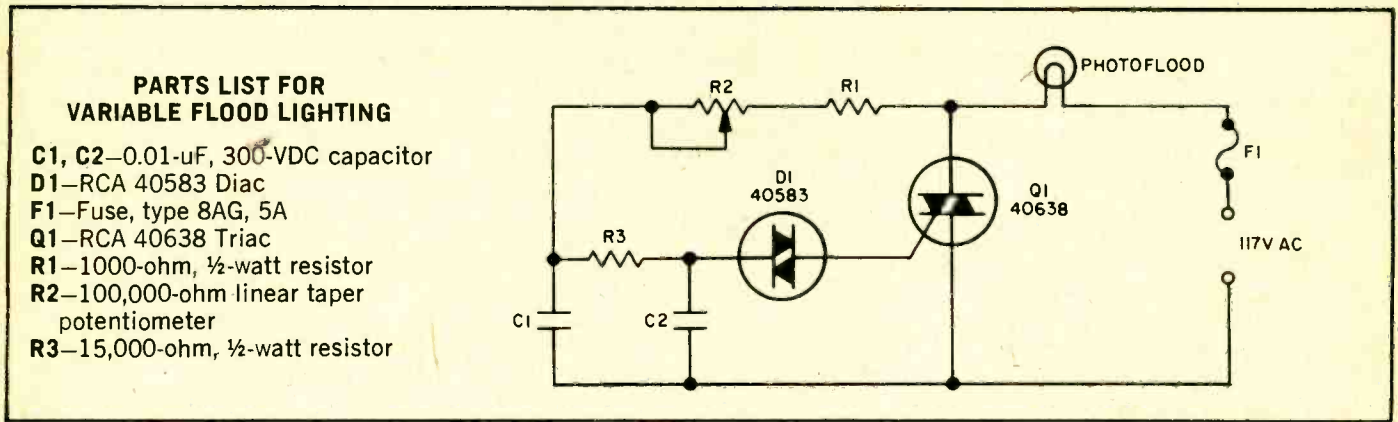 PARTS LIST FOR
VARIABLE FLOOD LIGHTING
C1, C2—0.01-uF, 300-VDC capacitor
D1—RCA 40583 Diac
F1—Fuse, type 8AG, 5A
Q1—RCA 40638 Triac
R1—1000-ohm, ½-watt resistor
R2—100,000-ohm linear taper
potentiometer
R3—15,000-ohm, ½-watt resistor
PHOTOFLOOD
R2
R1
F1
D1
40583
Q1
40638
R3
117V AC
C1
C2